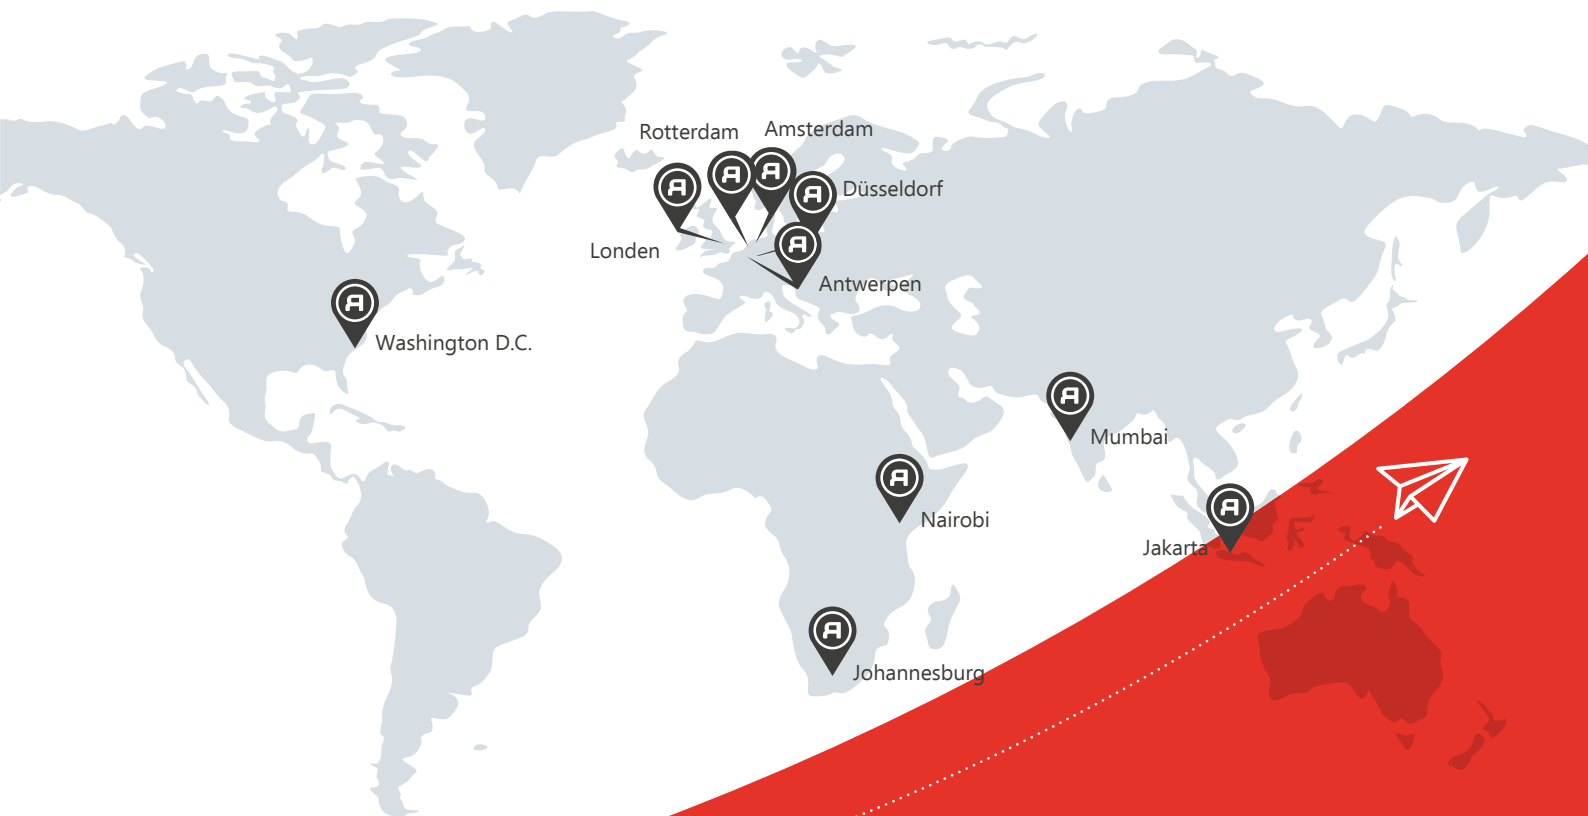 Rotterdam
Amsterdam
Düsseldorf
Londen
Antwerpen
Washington D.C.
Mumbai
Nairobi
Jakarta
Johannesburg